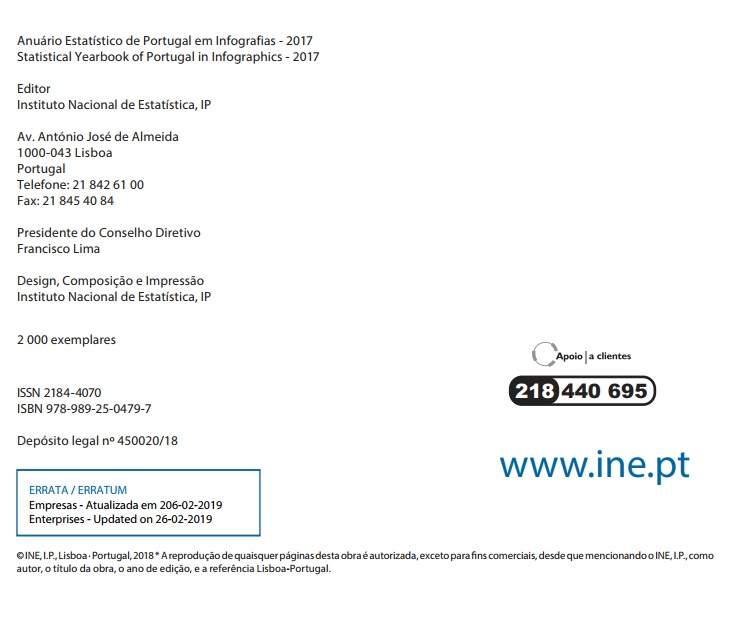 Anuário Estatístico de Portugal em Infografias - 2017
Statistical Yearbook of Portugal in Infographics - 2017
Editor
Instituto Nacional de Estatística, IP
Av. António José de Almeida
1000-043 Lisboa
Portugal
Telefone: 21 842 61 00
Fax: 21 845 40 84
Presidente do Conselho Diretivo
Francisco Lima
Design, Composição e Impressão
Instituto Nacional de Estatística, IP
2 000 exemplares
ISSN 2184-4070
ISBN 978-989-25-0479-7
Depósito legal nº 450020/18
Apoio | a clientes
218 440 695
www.ine.pt
ERRATA / ERRATUM
Empresas - Atualizada em 206-02-2019
Enterprises - Updated on 26-02-2019
© INE, I.P., Lisboa · Portugal, 2018 * A reprodução de quaisquer páginas desta obra é autorizada, exceto para fins comerciais, desde que mencionando o INE, I.P., como
autor, o título da obra, o ano de edição, e a referência Lisboa-Portugal.